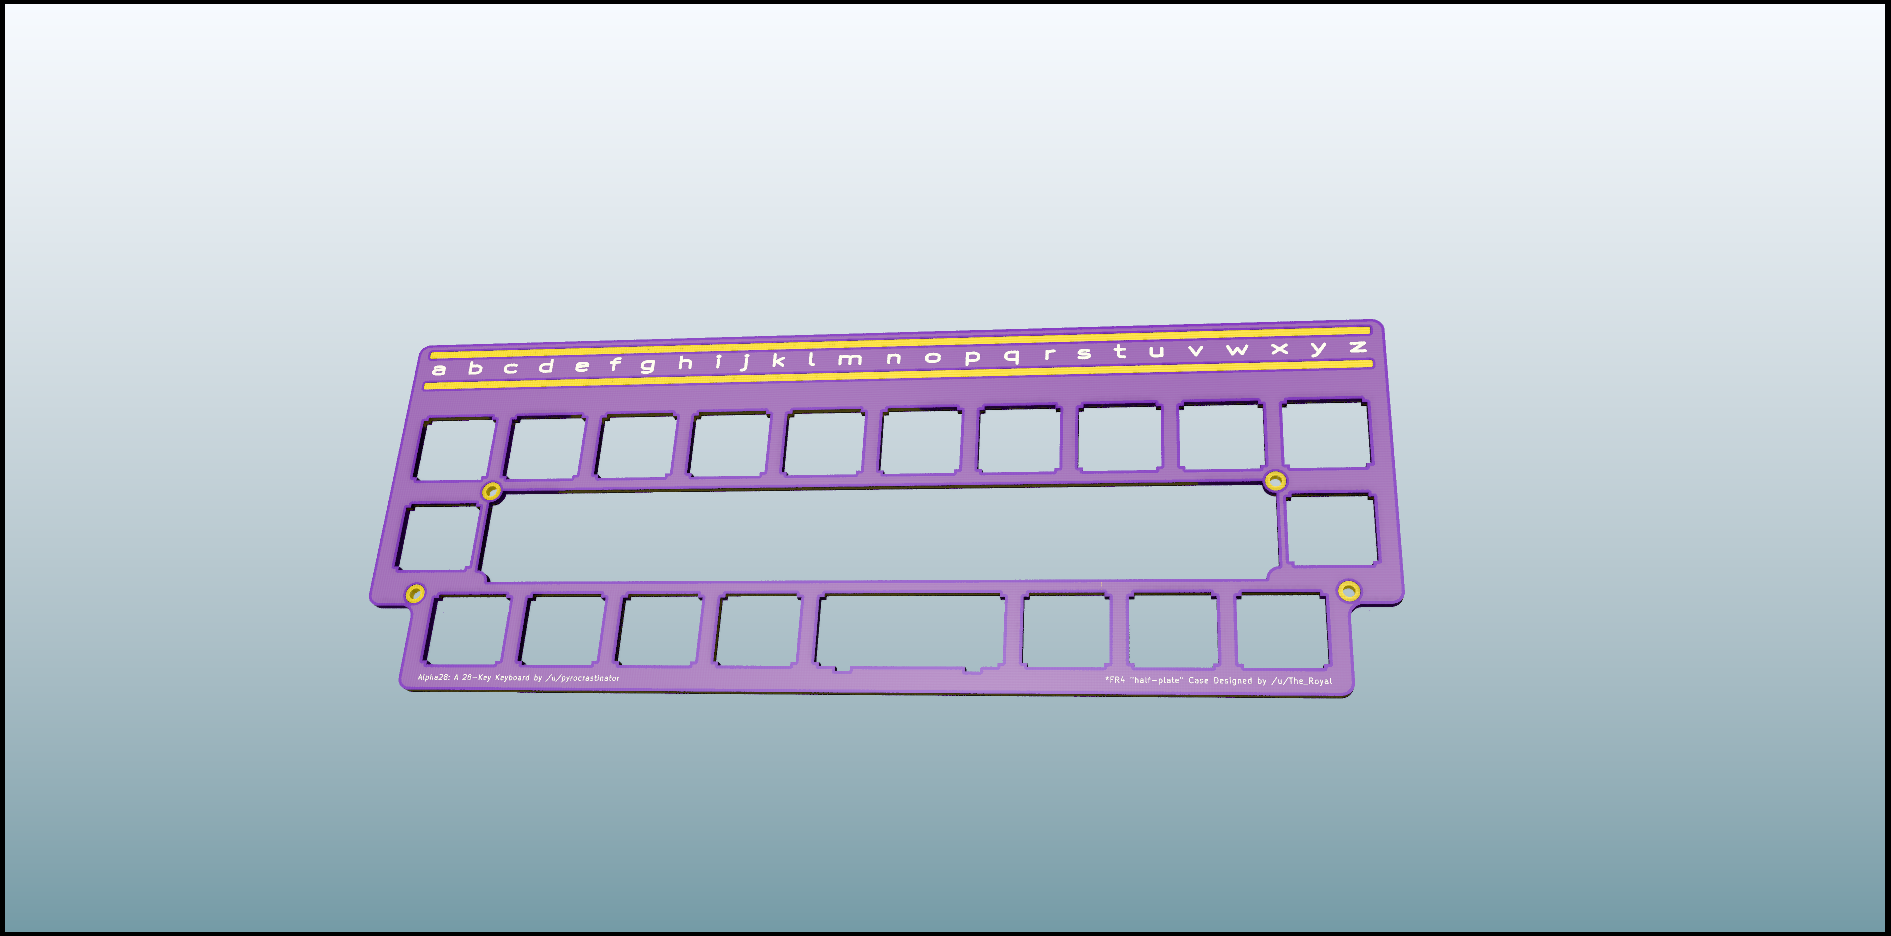 a b c d e f g h i j k l m n o p q r s t u v w x y z
Alpha28: A 28-Key Keyboard by /u/pyrocrastinator
*FR4 "half-plate" Case Designed by /u/The_Royal